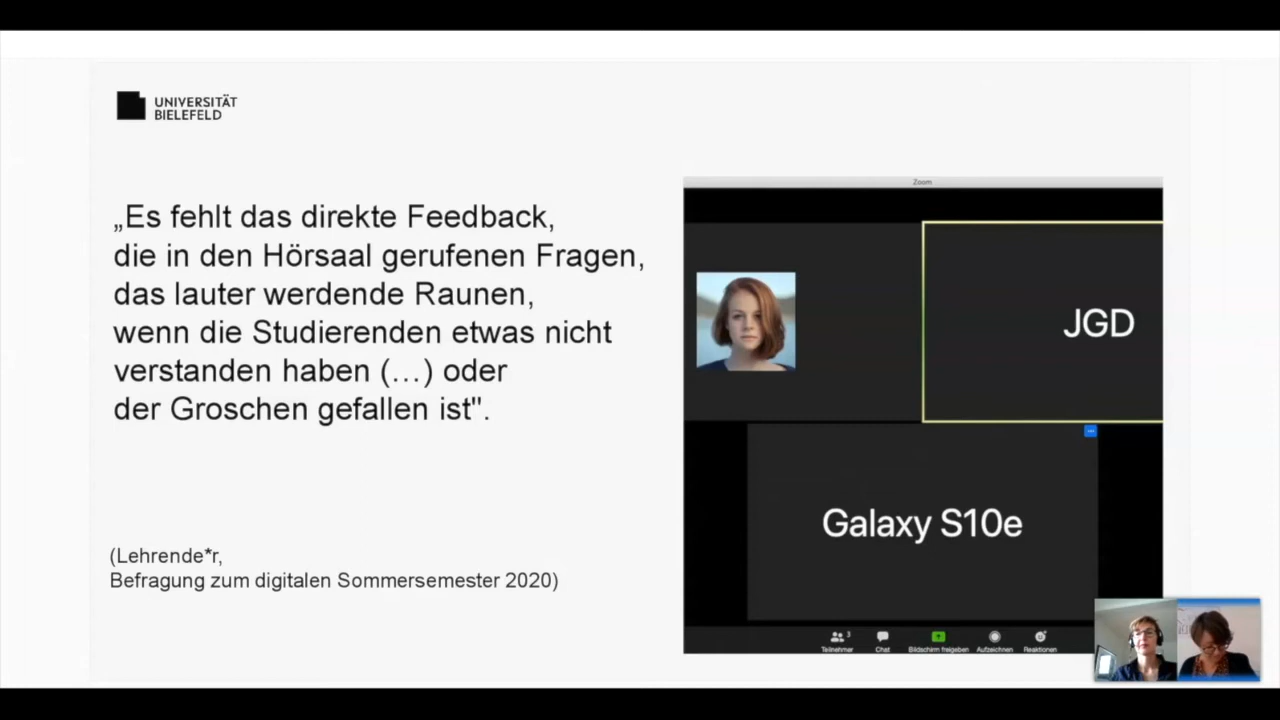 UNIVERSITÄT
BIELEFELD
„Es fehlt das direkte Feedback,
die in den Hörsaal gerufenen Fragen,
das lauter werdende Raunen,
wenn die Studierenden etwas nicht
verstanden haben (…) oder
der Groschen gefallen ist".
(Lehrende*r,
Befragung zum digitalen Sommersemester 2020)
Zoom
JGD
Galaxy S10e
3
Teilnehmer Chat Bildschirm freigeben Aufzeichnen Reaktionen